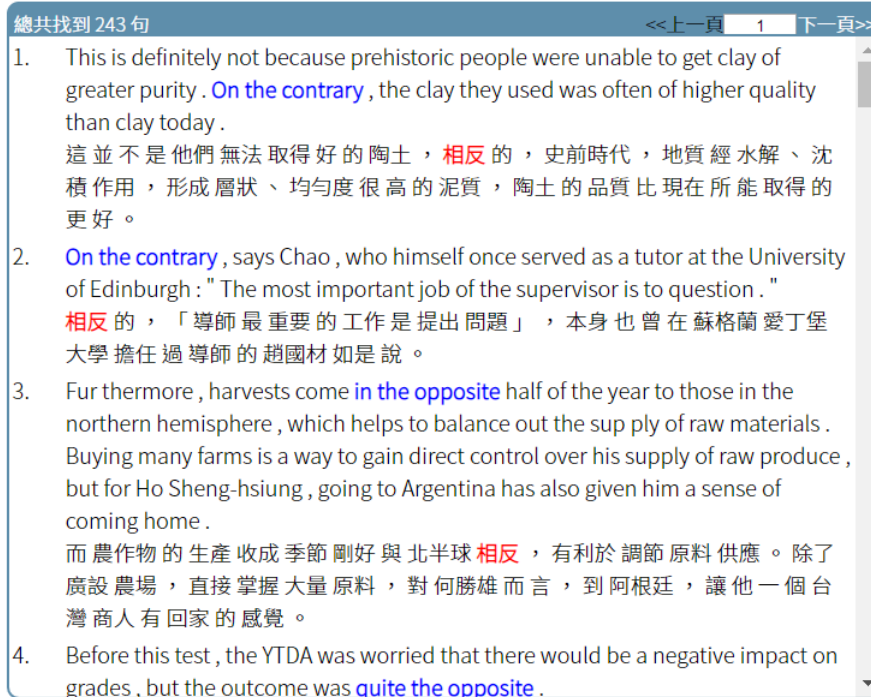 總共找到 243 句 <<上一頁 1 下一頁>>
1. This is definitely not because prehistoric people were unable to get clay of
greater purity . On the contrary , the clay they used was often of higher quality
than clay today .
這 並 不 是 他們 無法 取得 好 的 陶土 ， 相反 的 ， 史前時代 ， 地質 經 水解 、 沈
積 作用 ， 形成 層狀 、 均勻度 很 高 的 泥質 ， 陶土 的 品質 比 現在 所 能 取得 的
更 好 。
2. On the contrary , says Chao , who himself once served as a tutor at the University
of Edinburgh : " The most important job of the supervisor is to question . "
相反 的 ， 「 導師 最 重要 的 工作 是 提出 問題 」 ， 本身 也 曾 在 蘇格蘭 愛丁堡
大學 擔任 過 導師 的 趙國材 如是 說 。
3. Fur thermore , harvests come in the opposite half of the year to those in the
northern hemisphere , which helps to balance out the sup ply of raw materials .
Buying many farms is a way to gain direct control over his supply of raw produce ,
but for Ho Sheng-hsiung , going to Argentina has also given him a sense of
coming home .
而 農作物 的 生產 收成 季節 剛好 與 北半球 相反 ， 有利於 調節 原料 供應 。 除了
廣設 農場 ， 直接 掌握 大量 原料 ， 對 何勝雄 而 言 ， 到 阿根廷 ， 讓 他 一 個 台
灣 商人 有 回家 的 感覺 。
4. Before this test , the YTDA was worried that there would be a negative impact on
grades , but the outcome was quite the opposite .